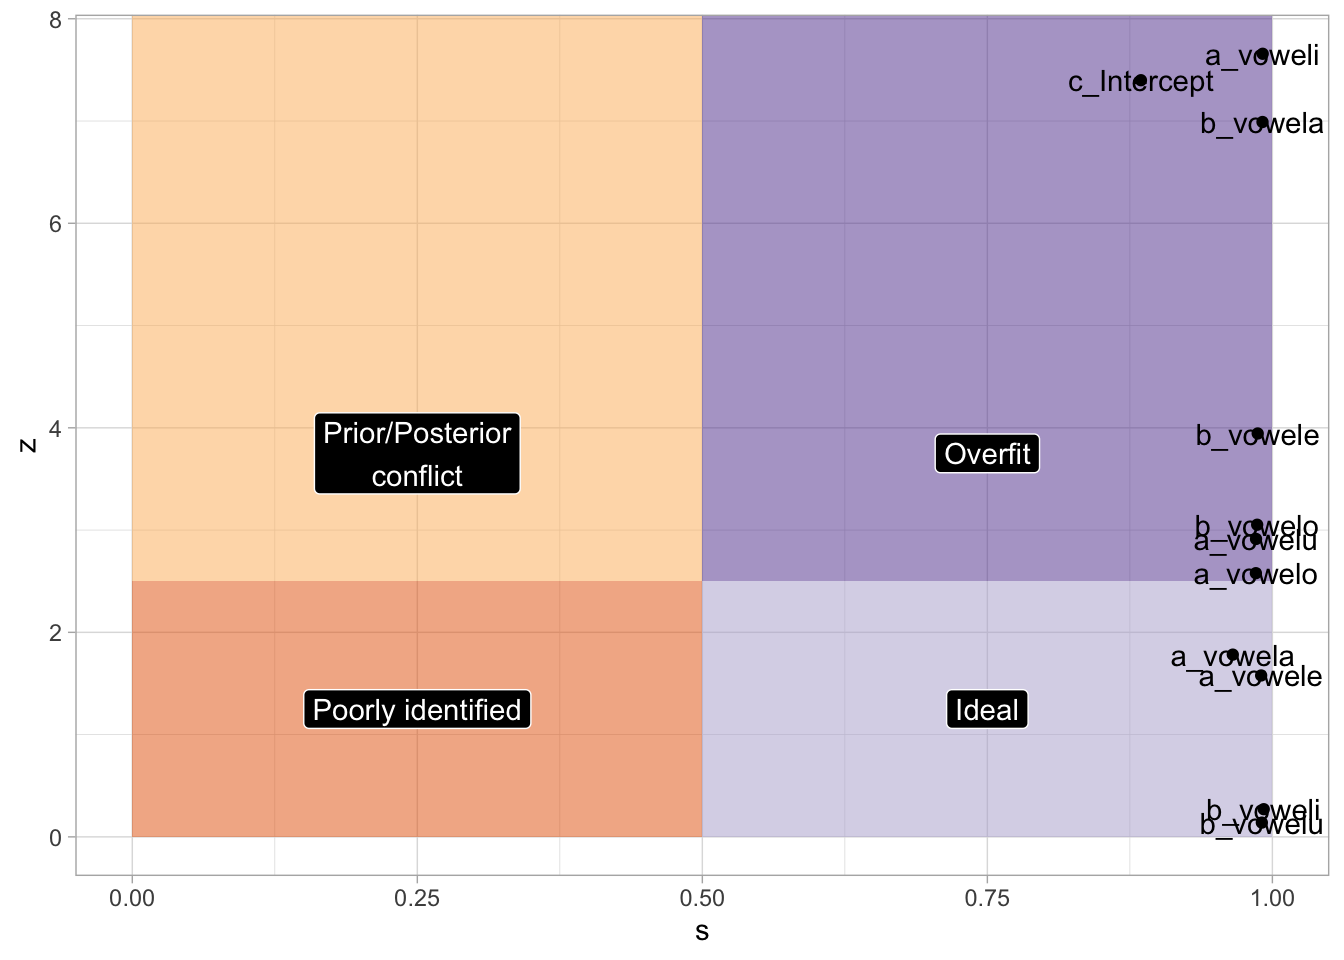 8
a_voweli
c_Intercept
b_vowela
6
4
z
Prior/Posterior
conflict
b_vowele
Overfit
b_vowelo
a_vowelu
a_vowelo
2
a_vowela
a_vowele
Poorly identified
Ideal
b_voweli
b_vowelu
0
0.00
0.25
0.50
0.75
1.00
s